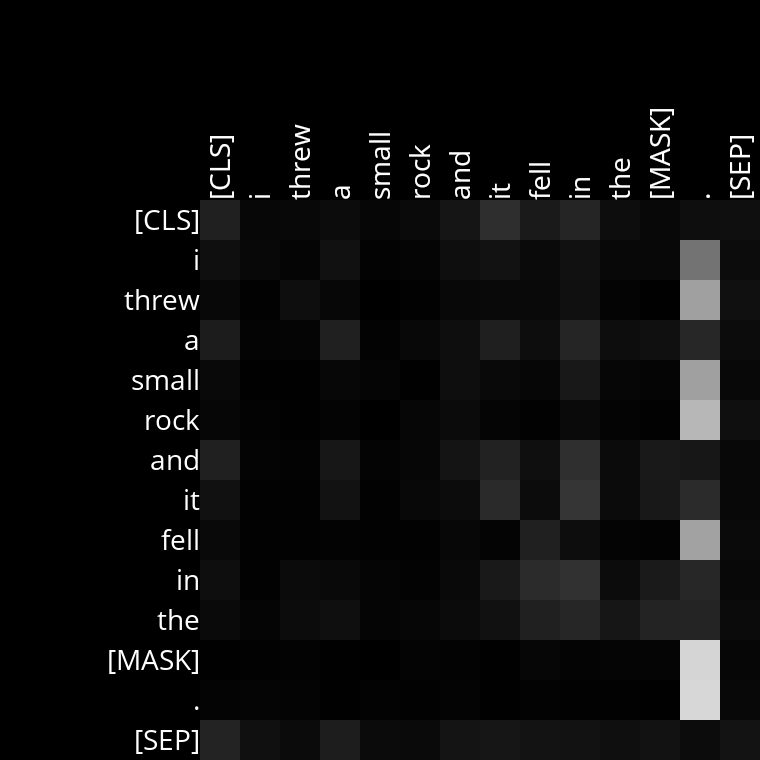 [CLS] i threw a small rock and it fell in the [MASK] . [SEP]
[CLS]
i
threw
a
small
rock
and
it
fell
in
the
[MASK]
.
[SEP]